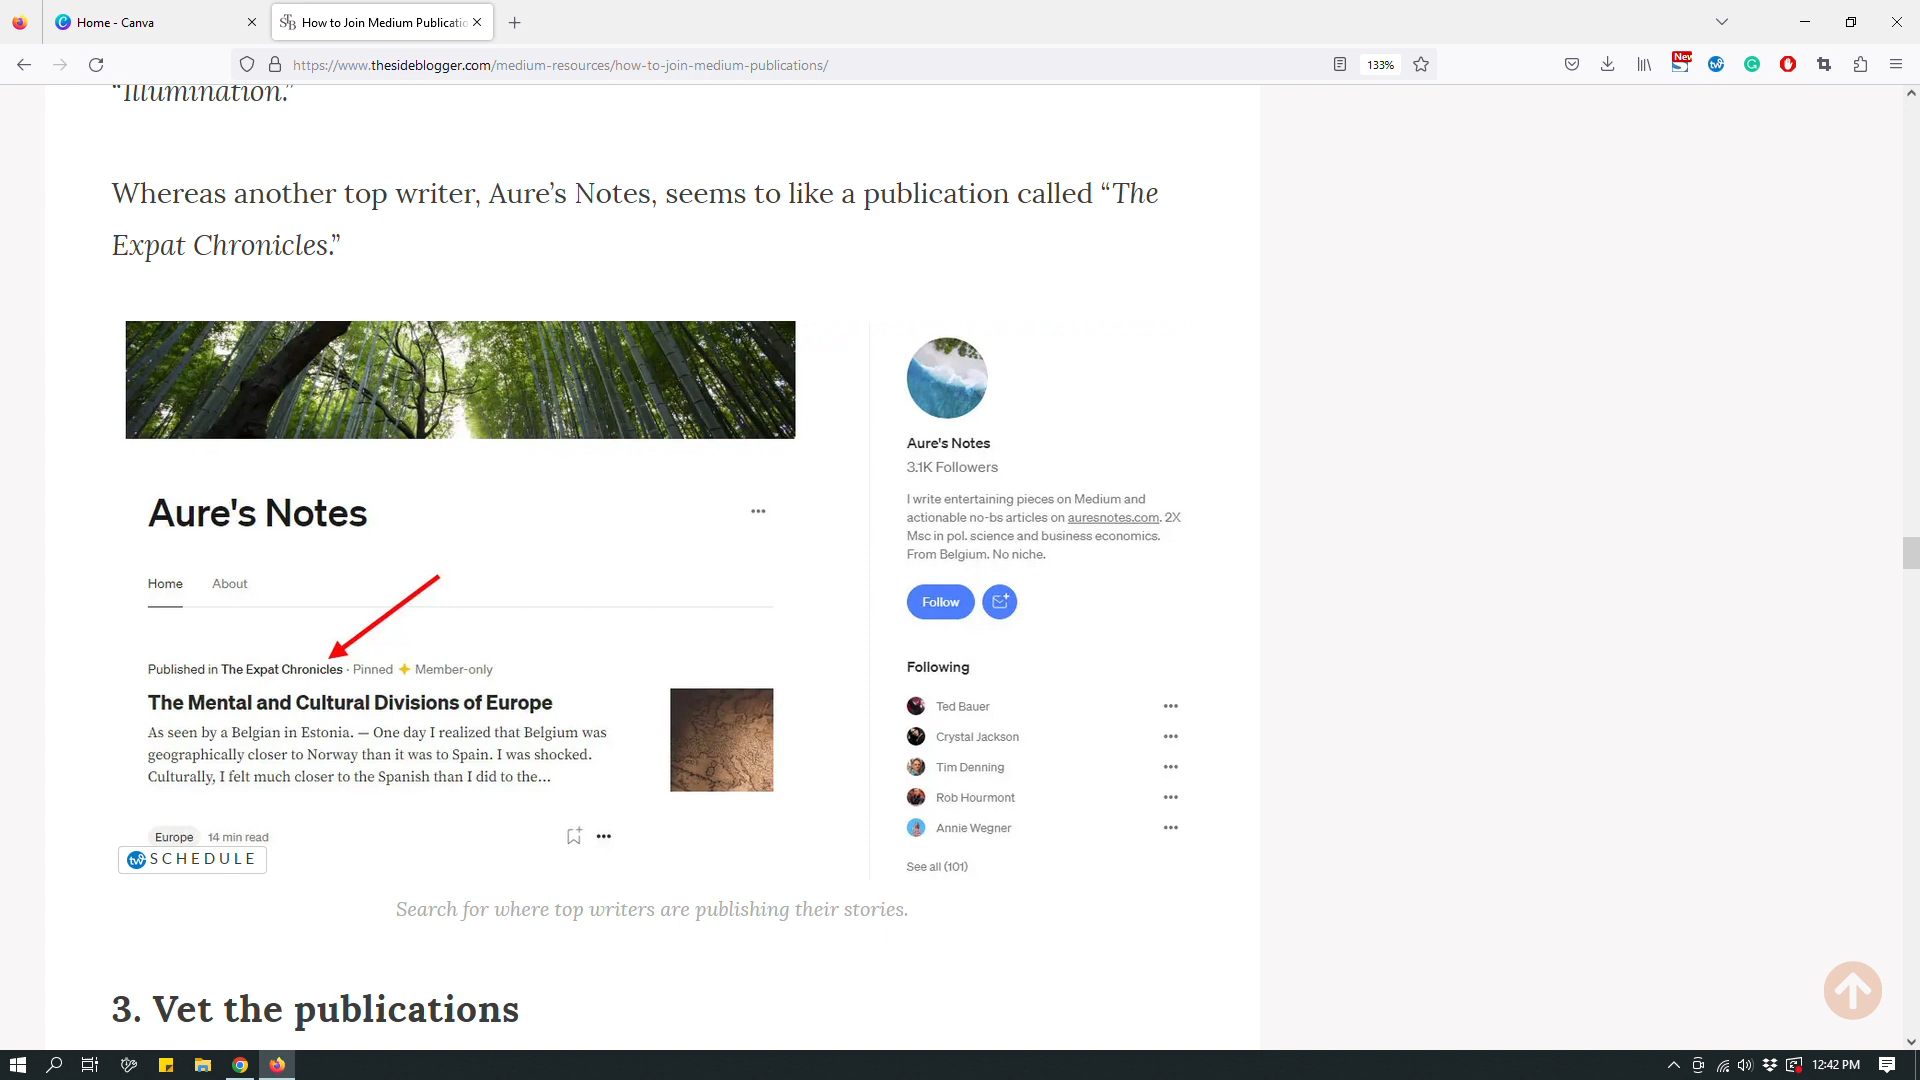 Home - Canva
How to Join Medium Publicatio
https://www.thesideblogger.com/medium-resources/how-to-join-medium-publications/
133%
New
“Illumination.”
Whereas another top writer, Aure’s Notes, seems to like a publication called “The
Expat Chronicles.”
Aure's Notes
Home
About
Published in The Expat Chronicles · Pinned Member-only
The Mental and Cultural Divisions of Europe
As seen by a Belgian in Estonia. — One day I realized that Belgium was
geographically closer to Norway than it was to Spain. I was shocked.
Culturally, I felt much closer to the Spanish than I did to the...
Europe 14 min read
SCHEDULE
Aure's Notes
3.1K Followers
I write entertaining pieces on Medium and
actionable no-bs articles on auresnotes.com. 2X
Msc in pol. science and business economics.
From Belgium. No niche.
Follow
Following
Ted Bauer
Crystal Jackson
Tim Denning
Rob Hourmont
Annie Wegner
See all (101)
Search for where top writers are publishing their stories.
3. Vet the publications
12:42 PM